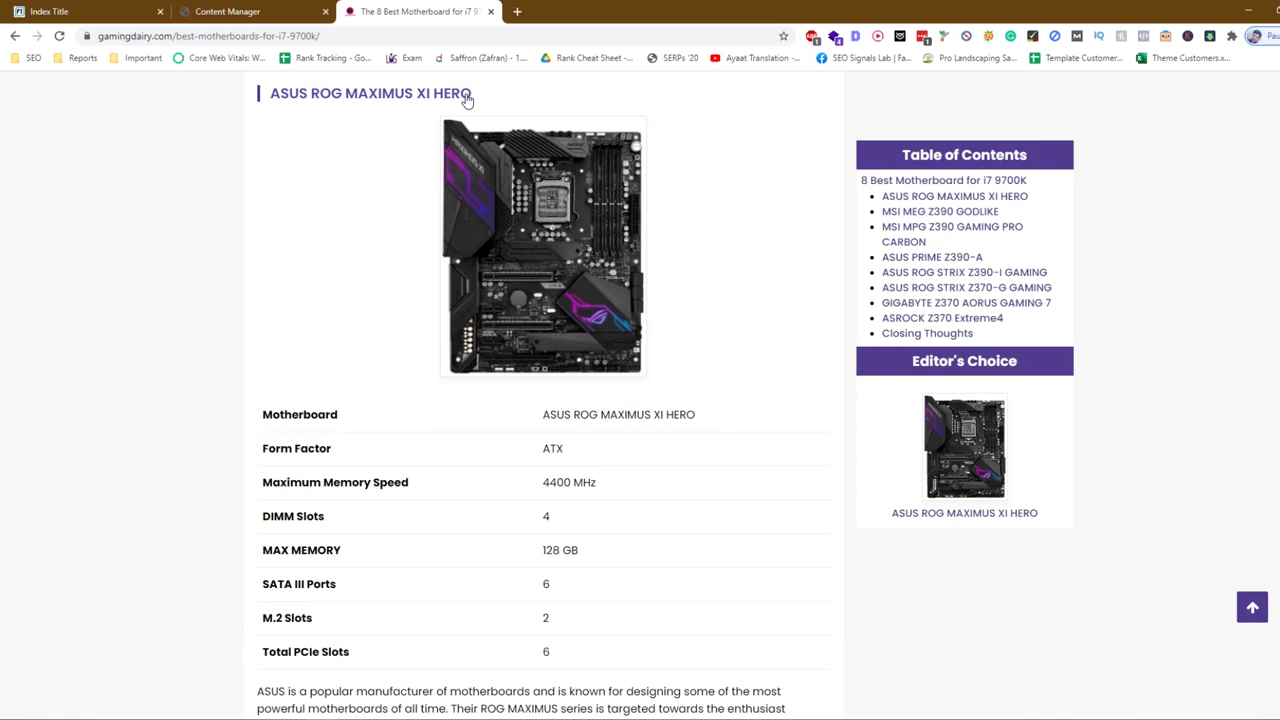 Index Title
Content Manager
The 8 Best Motherboard for i7 97
gamingdairy.com/best-motherboards-for-i7-9700k/
SEO
Reports
Important
Core Web Vitals: W...
Rank Tracking - Go...
Exam
Saffron (Zafran) - 1....
Rank Cheat Sheet -...
SERPs '20
Ayaat Translation -...
SEO Signals Lab | Fa...
Pro Landscaping Sa...
Template Customer...
Theme Customers.x...
ASUS ROG MAXIMUS XI HERO
Motherboard ASUS ROG MAXIMUS XI HERO
Form Factor ATX
Maximum Memory Speed 4400 MHz
DIMM Slots 4
MAX MEMORY 128 GB
SATA III Ports 6
M.2 Slots 2
Total PCIe Slots 6
ASUS is a popular manufacturer of motherboards and is known for designing some of the most
powerful motherboards of all time. Their ROG MAXIMUS series is targeted towards the enthusiast
Table of Contents
8 Best Motherboard for i7 9700K
ASUS ROG MAXIMUS XI HERO
MSI MEG Z390 GODLIKE
MSI MPG Z390 GAMING PRO
CARBON
ASUS PRIME Z390-A
ASUS ROG STRIX Z390-I GAMING
ASUS ROG STRIX Z370-G GAMING
GIGABYTE Z370 AORUS GAMING 7
ASROCK Z370 Extreme4
Closing Thoughts
Editor's Choice
ASUS ROG MAXIMUS XI HERO